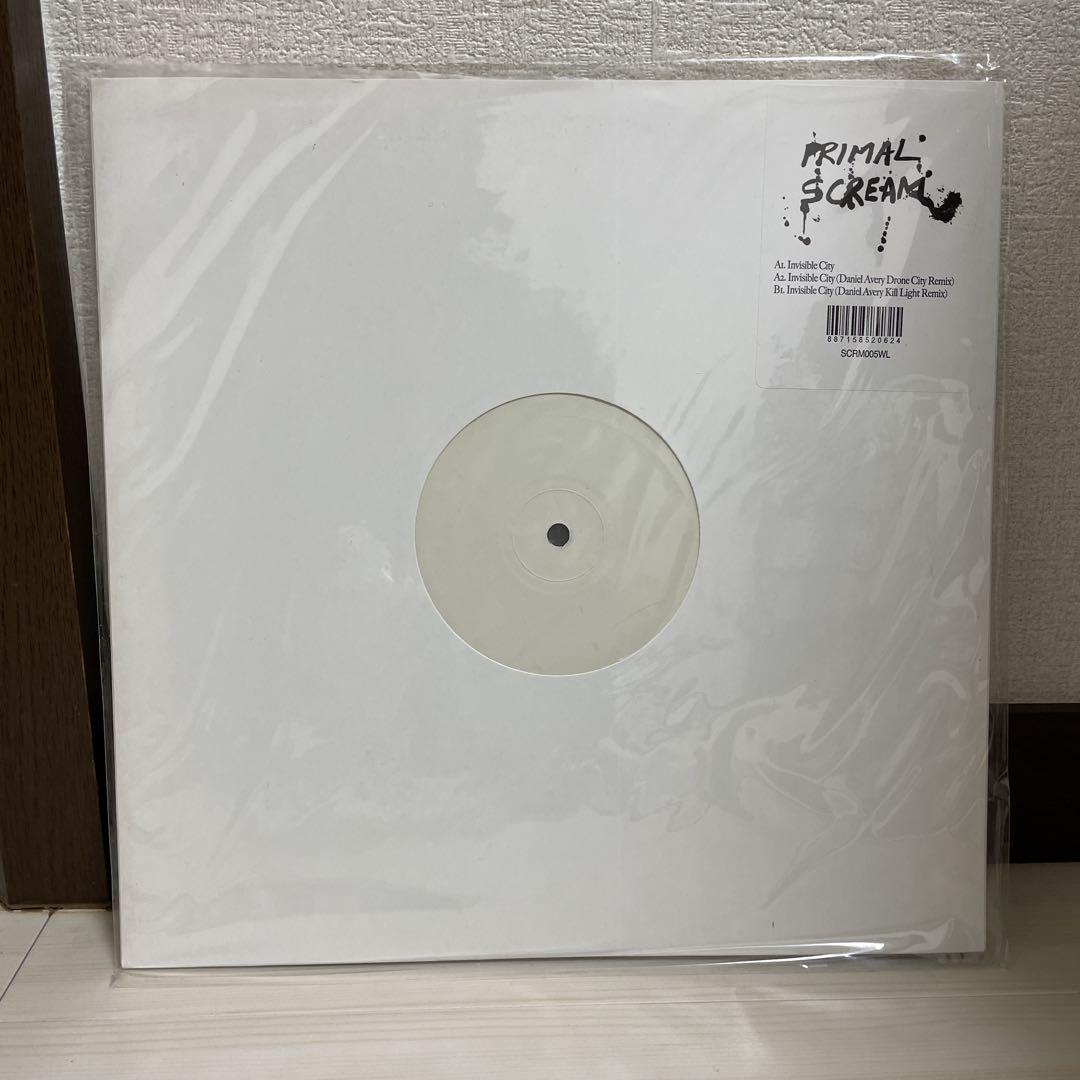 PRIMAL
SCREAM
A1. Invisible City
A2. Invisible City (Daniel Avery Drone City Remix)
B1. Invisible City (Daniel Avery Kill Light Remix)
887158520624
SCRM005WL